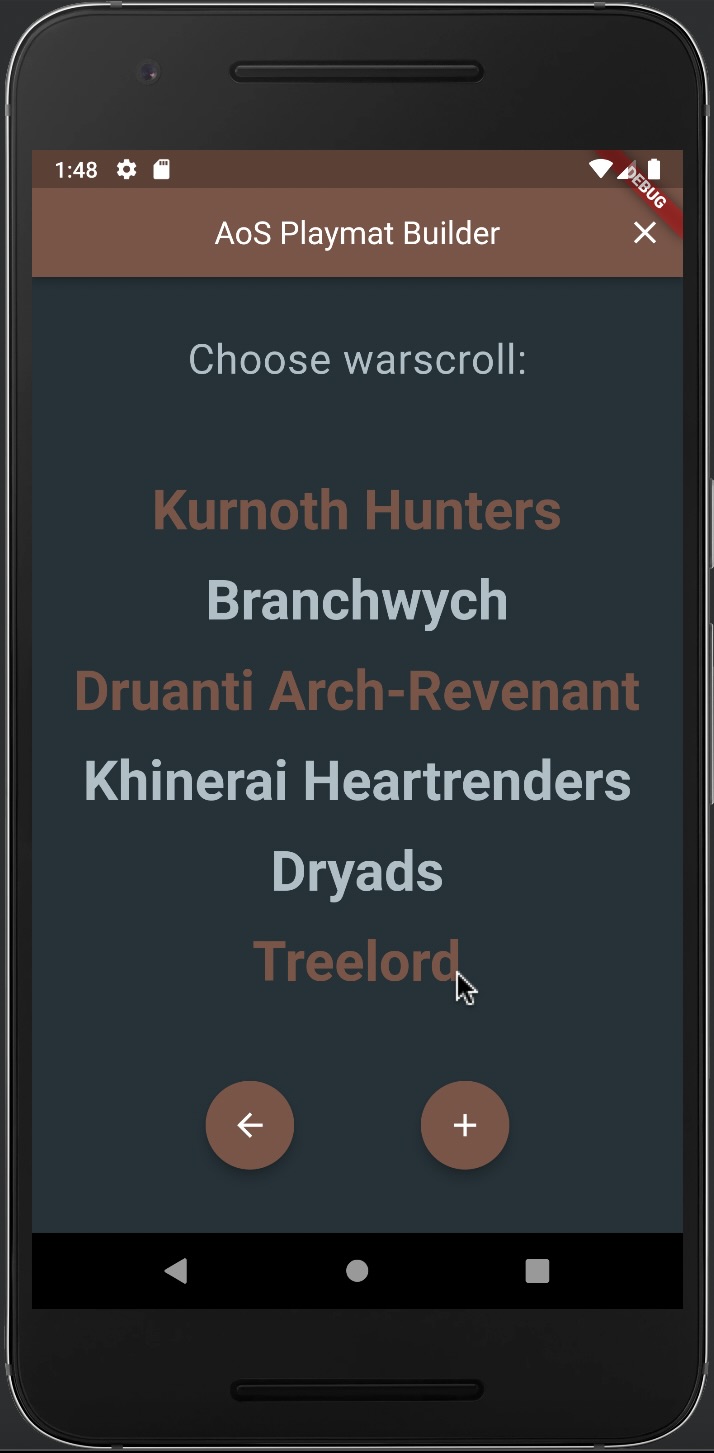 1:48
DEBUG
AoS Playmat Builder
Choose warscroll:
Kurnoth Hunters
Branchwych
Druanti Arch-Revenant
Khinerai Heartrenders
Dryads
Treelord